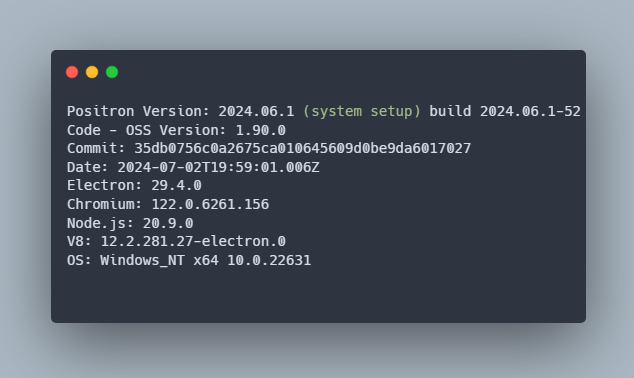 Positron Version: 2024.06.1 (system setup) build 2024.06.1-52
Code - OSS Version: 1.90.0
Commit: 35db0756c0a2675ca010645609d0be9da6017027
Date: 2024-07-02T19:59:01.006Z
Electron: 29.4.0
Chromium: 122.0.6261.156
Node.js: 20.9.0
V8: 12.2.281.27-electron.0
OS: Windows_NT x64 10.0.22631